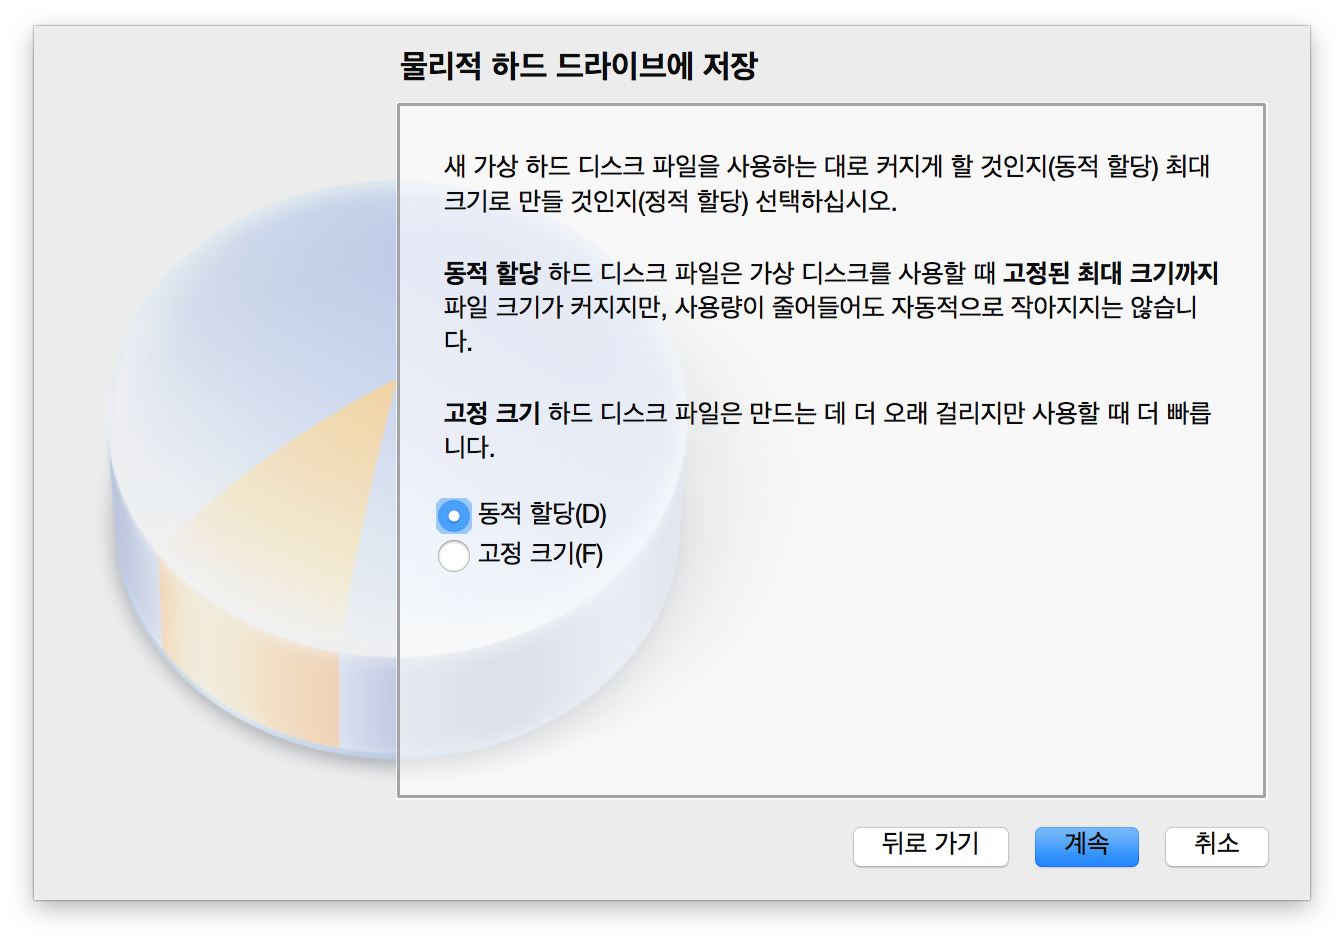 물리적 하드 드라이브에 저장
새 가상 하드 디스크 파일을 사용하는 대로 커지게 할 것인지(동적 할당) 최대
크기로 만들 것인지(정적 할당) 선택하십시오.
동적 할당 하드 디스크 파일은 가상 디스크를 사용할 때 고정된 최대 크기까지
파일 크기가 커지지만, 사용량이 줄어들어도 자동적으로 작아지지는 않습니
다.
고정 크기 하드 디스크 파일은 만드는 데 더 오래 걸리지만 사용할 때 더 빠릅
니다.
동적 할당(D)
고정 크기(F)
뒤로 가기 계속 취소